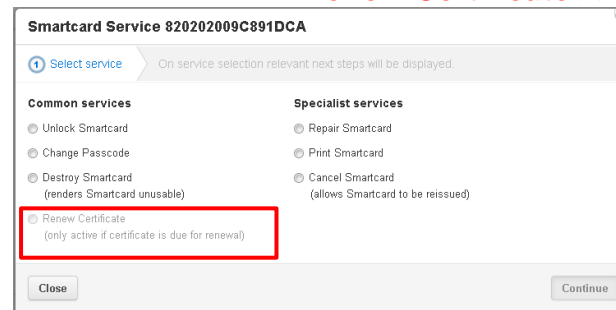 Smartcard Service 820202009C891DCA
1 Select service
On service selection relevant next steps will be displayed.
Common services
Unlock Smartcard
Change Passcode
Destroy Smartcard
(renders Smartcard unusable)
Renew Certificate
(only active if certificate is due for renewal)
Specialist services
Repair Smartcard
Print Smartcard
Cancel Smartcard
(allows Smartcard to be reissued)
Close
Continue